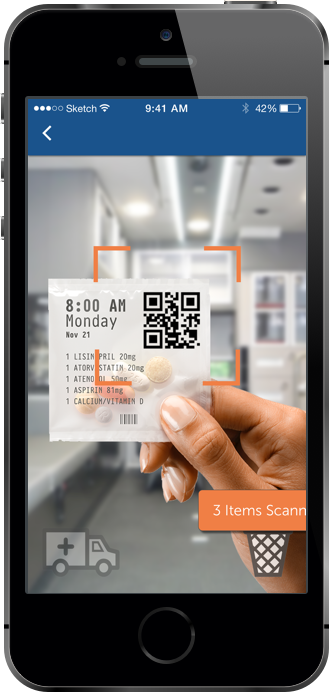 Sketch 9:41 AM 42%
8:00 AM
Monday
Nov 21
1 LISINOPRIL 20mg
1 ATORVASTATIN 20mg
1 ATENOLOL 50mg
1 ASPIRIN 81mg
1 CALCIUM/VITAMIN D
3 Items Scann